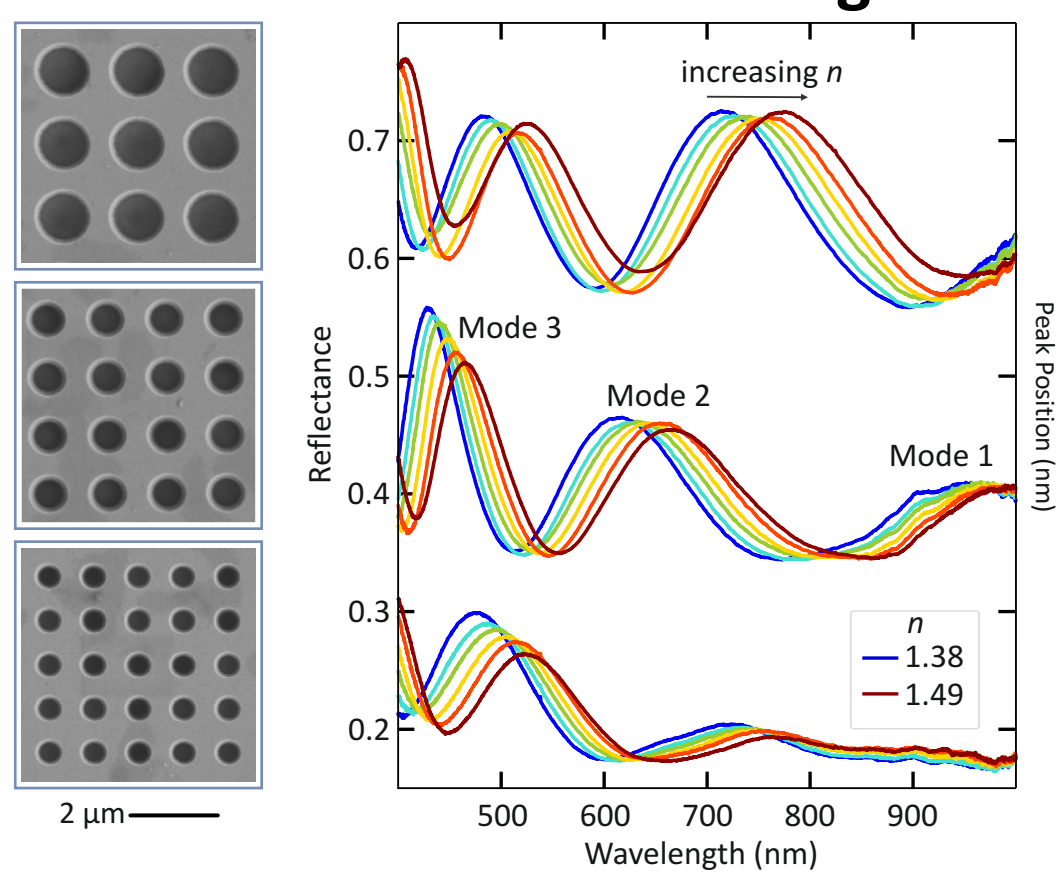 g
increasing n
0.7
0.6
0.5
0.4
0.3
0.2
Reflectance
Mode 3
Mode 2
Mode 1
n
1.38
1.49
500
600
700
800
900
Wavelength (nm)
Peak Position (nm)
2 μm